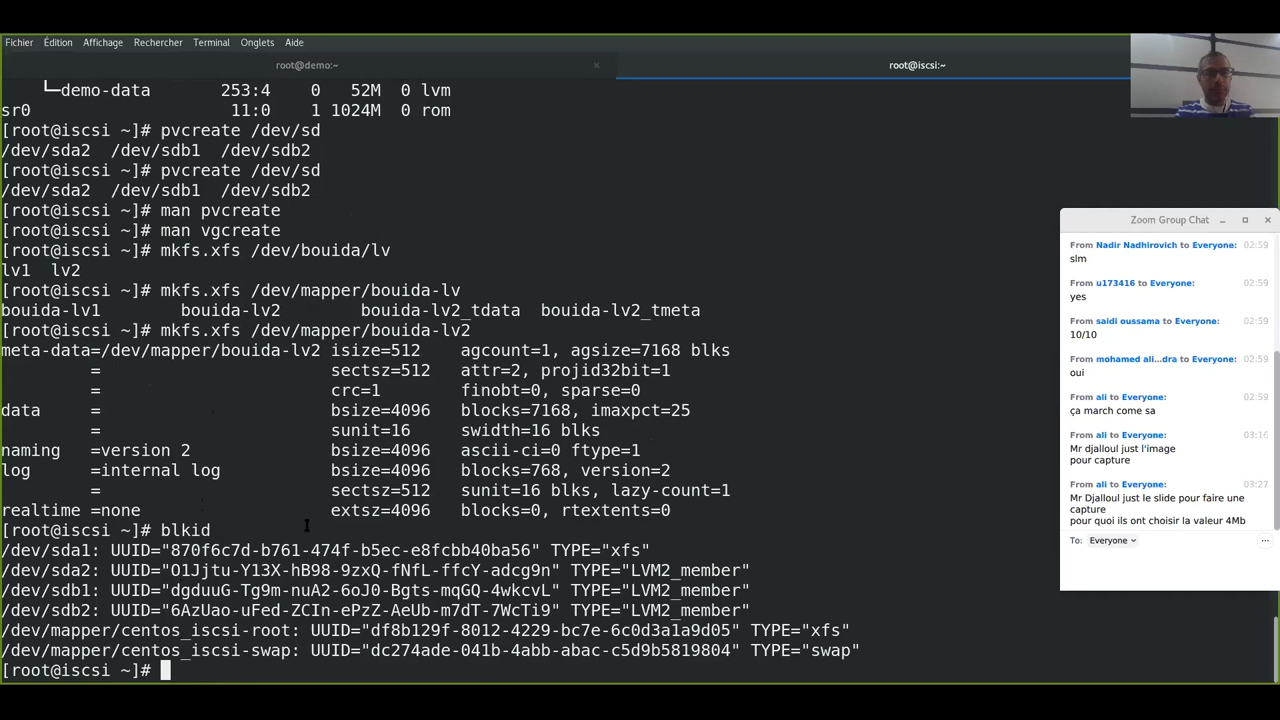 Fichier Édition Affichage Rechercher Terminal Onglets Aide
root@demo:~ ×
root@iscsi:~
└─demo-data 253:4 0 52M 0 lvm
sr0 11:0 1 1024M 0 rom
[root@iscsi ~]# pvcreate /dev/sd
/dev/sda2 /dev/sdb1 /dev/sdb2
[root@iscsi ~]# pvcreate /dev/sd
/dev/sda2 /dev/sdb1 /dev/sdb2
[root@iscsi ~]# man pvcreate
[root@iscsi ~]# man vgcreate
[root@iscsi ~]# mkfs.xfs /dev/bouida/lv
lv1 lv2
[root@iscsi ~]# mkfs.xfs /dev/mapper/bouida-lv
bouida-lv1 bouida-lv2 bouida-lv2_tdata bouida-lv2_tmeta
[root@iscsi ~]# mkfs.xfs /dev/mapper/bouida-lv2
meta-data=/dev/mapper/bouida-lv2 isize=512 agcount=1, agsize=7168 blks
= sectsz=512 attr=2, projid32bit=1
= crc=1 finobt=0, sparse=0
data = bsize=4096 blocks=7168, imaxpct=25
= sunit=16 swidth=16 blks
naming =version 2 bsize=4096 ascii-ci=0 ftype=1
log =internal log bsize=4096 blocks=768, version=2
= sectsz=512 sunit=16 blks, lazy-count=1
realtime =none extsz=4096 blocks=0, rtextents=0
[root@iscsi ~]# blkid
/dev/sda1: UUID="870f6c7d-b761-474f-b5ec-e8fcbb40ba56" TYPE="xfs"
/dev/sda2: UUID="O1Jjtu-Y13X-hB98-9zxQ-fNfL-ffcY-adcg9n" TYPE="LVM2_member"
/dev/sdb1: UUID="dgduuG-Tg9m-nuA2-6oJ0-Bgts-mqGQ-4wkcvL" TYPE="LVM2_member"
/dev/sdb2: UUID="6AzUao-uFed-ZCIn-ePzZ-AeUb-m7dT-7WcTi9" TYPE="LVM2_member"
/dev/mapper/centos_iscsi-root: UUID="df8b129f-8012-4229-bc7e-6c0d3a1a9d05" TYPE="xfs"
/dev/mapper/centos_iscsi-swap: UUID="dc274ade-041b-4abb-abac-c5d9b5819804" TYPE="swap"
[root@iscsi ~]#
Zoom Group Chat
From Nadir Nadhirovich to Everyone: 02:59
slm
From u173416 to Everyone: 02:59
yes
From saidi oussama to Everyone: 02:59
10/10
From mohamed ali...dra to Everyone: 02:59
oui
From ali to Everyone: 02:59
ça march come sa
From ali to Everyone: 03:16
Mr djalloul just l'image
pour capture
From ali to Everyone: 03:27
Mr Djalloul just le slide pour faire une
capture
pour quoi ils ont choisir la valeur 4Mb
To: Everyone